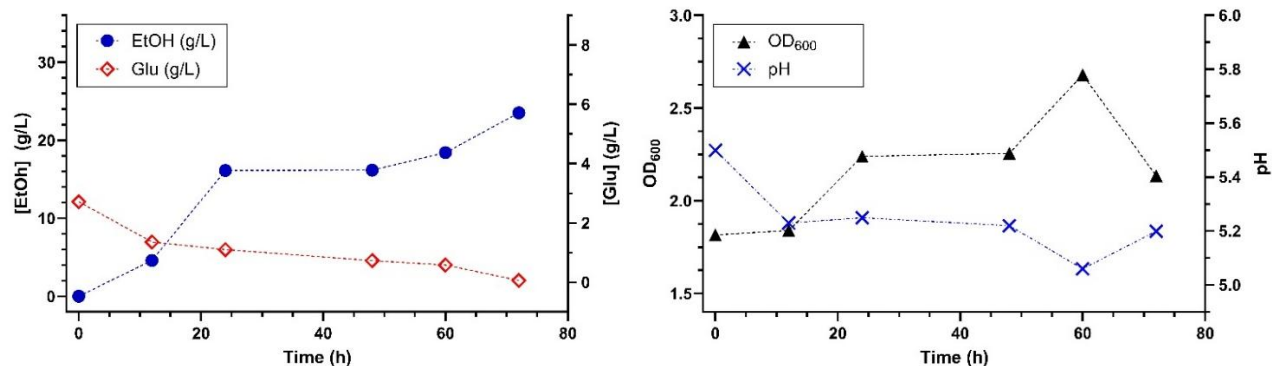 EtOH (g/L)
Glu (g/L)
[EtOh] (g/L)
30
20
10
0
[Glu] (g/L)
8
6
4
2
0
0 20 40 60 80
Time (h)
OD600
pH
OD600
3.0
2.5
2.0
1.5
pH
6.0
5.8
5.6
5.4
5.2
5.0
0 20 40 60 80
Time (h)